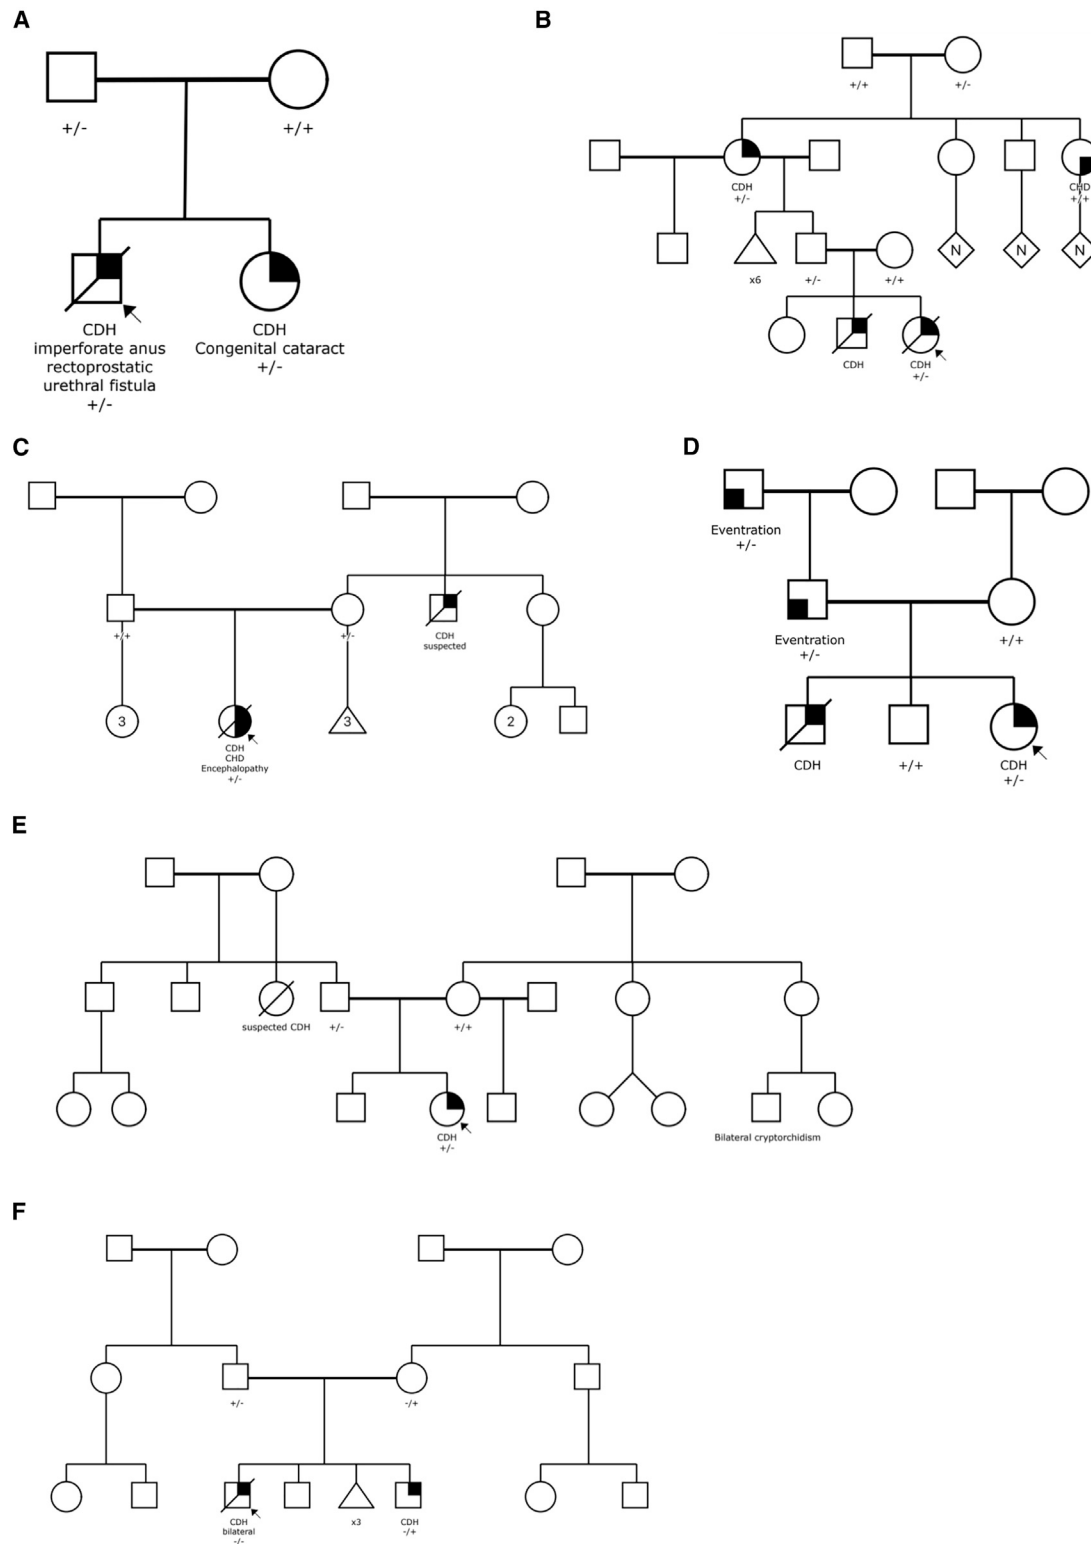 A
+/-
+/+
CDH
imperforate anus
rectoprostatic
urethral fistula
+/-
CDH
Congenital cataract
+/-
B
+/+
+/-
CDH
+/-
CHD
+/+
N
N
N
x6
+/-
+/+
CDH
CDH
+/-
C
+/+
+/-
CDH
suspected
3
CDH
CHD
Encephalopathy
+/-
3
2
D
Eventration
+/-
Eventration
+/-
+/+
CDH
+/+
CDH
+/-
E
suspected CDH
+/-
+/+
CDH
+/-
Bilateral cryptorchidism
F
+/-
-/+
CDH
bilateral
-/-
x3
CDH
-/+